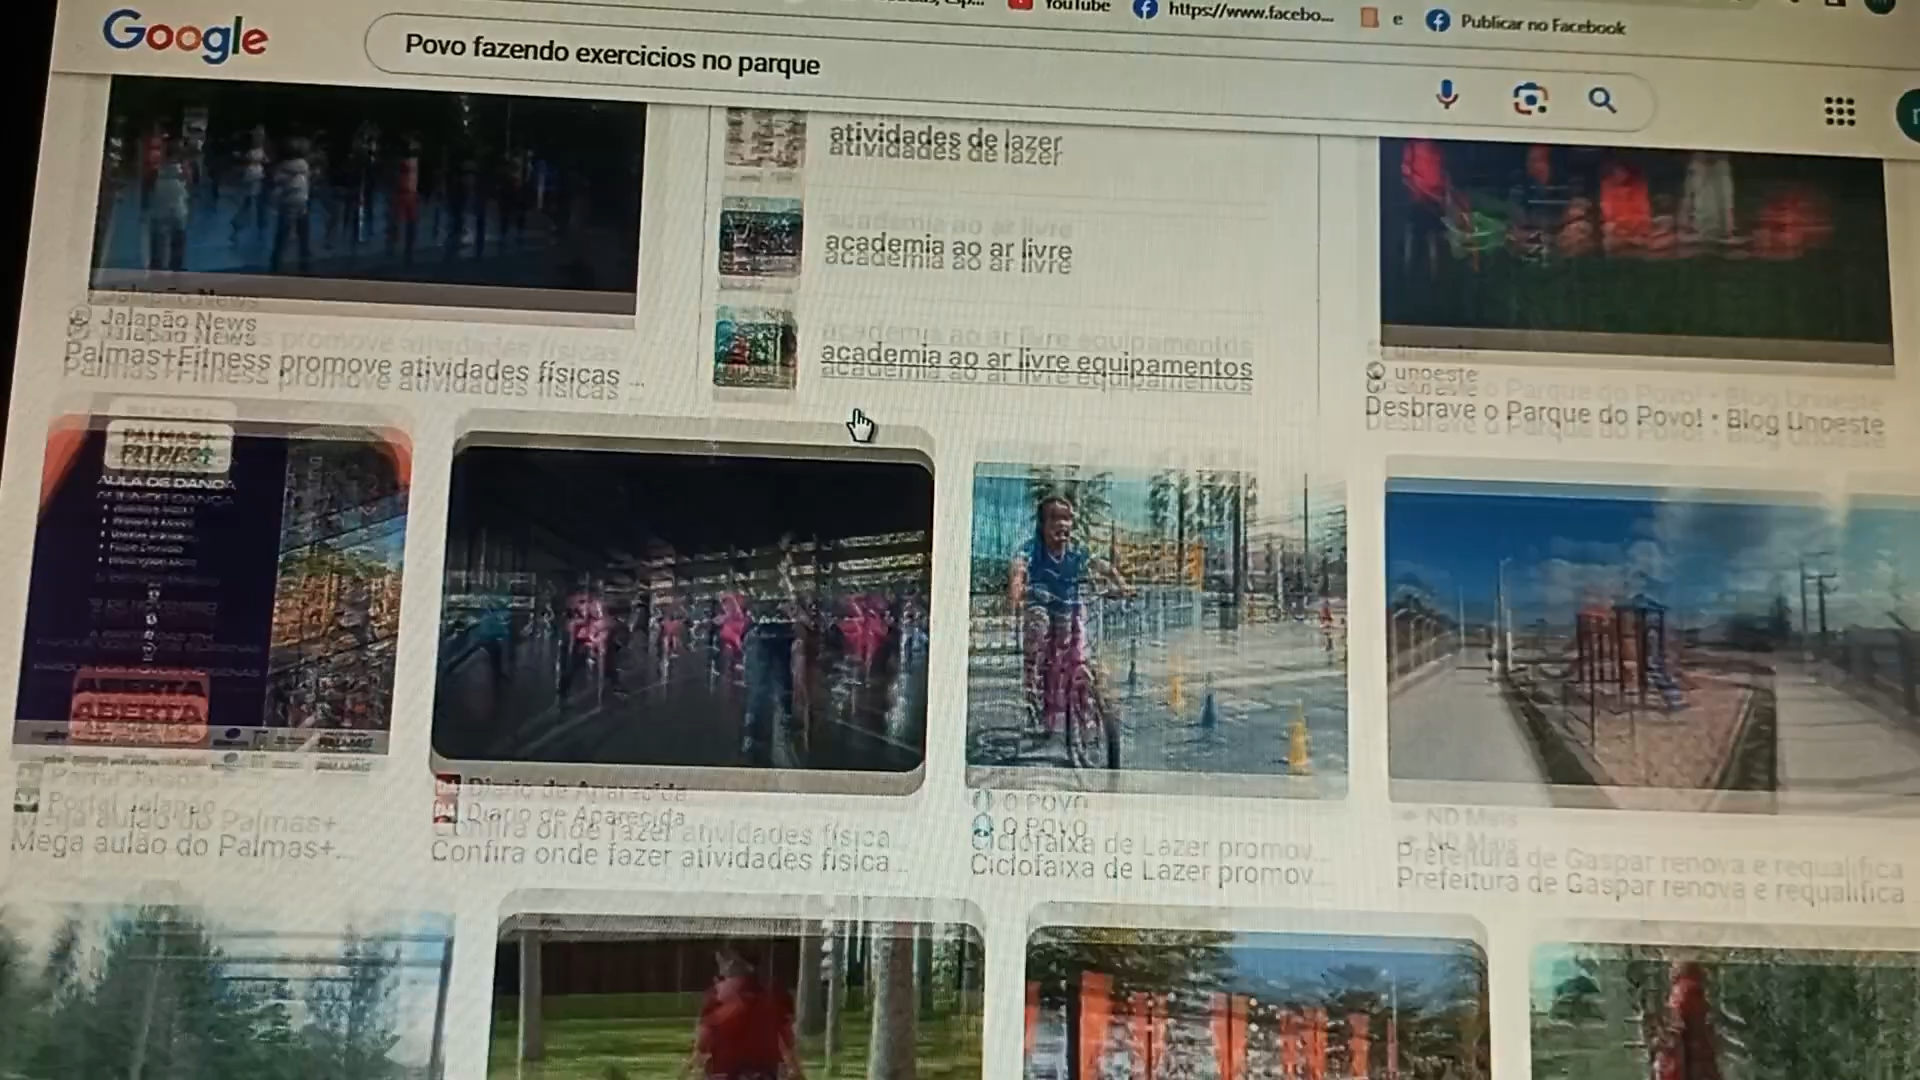 YouTube
https://www.facebo...
e
Publicar no Facebook
Google
Povo fazendo exercicios no parque
atividades de lazer
academia ao ar livre
academia ao ar livre equipamentos
Jalapão News
Palmas+Fitness promove atividades físicas ...
unoeste
Desbrave o Parque do Povo! • Blog Unoeste
PALMAS+
AULA DE DANÇA
ABERTA
Portal Jalapão
Mega aulão do Palmas+...
Diario de Aparecida
Confira onde fazer atividades física ...
O POVO
Ciclofaixa de Lazer promov...
ND Mais
Prefeitura de Gaspar renova e requalifica